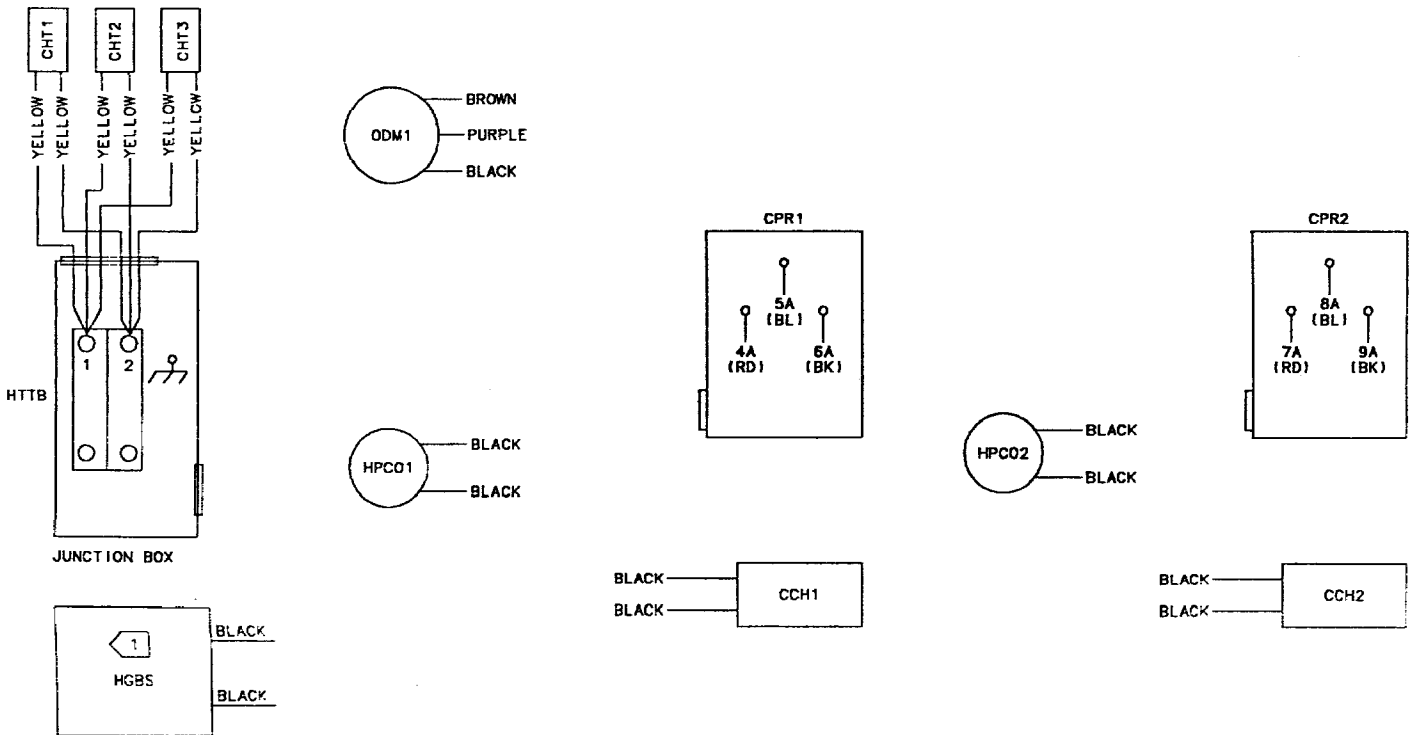 CHT1
CHT2
CHT3
YELLOW
YELLOW
YELLOW
YELLOW
YELLOW
YELLOW
ODM1
BROWN
PURPLE
BLACK
CPR1
5A
(BL)
4A
(RD)
6A
(BK)
CPR2
8A
(BL)
7A
(RD)
9A
(BK)
HTTB
1
2
JUNCTION BOX
HPCO1
BLACK
BLACK
HPCO2
BLACK
BLACK
BLACK
BLACK
CCH1
BLACK
BLACK
CCH2
1
HGBS
BLACK
BLACK